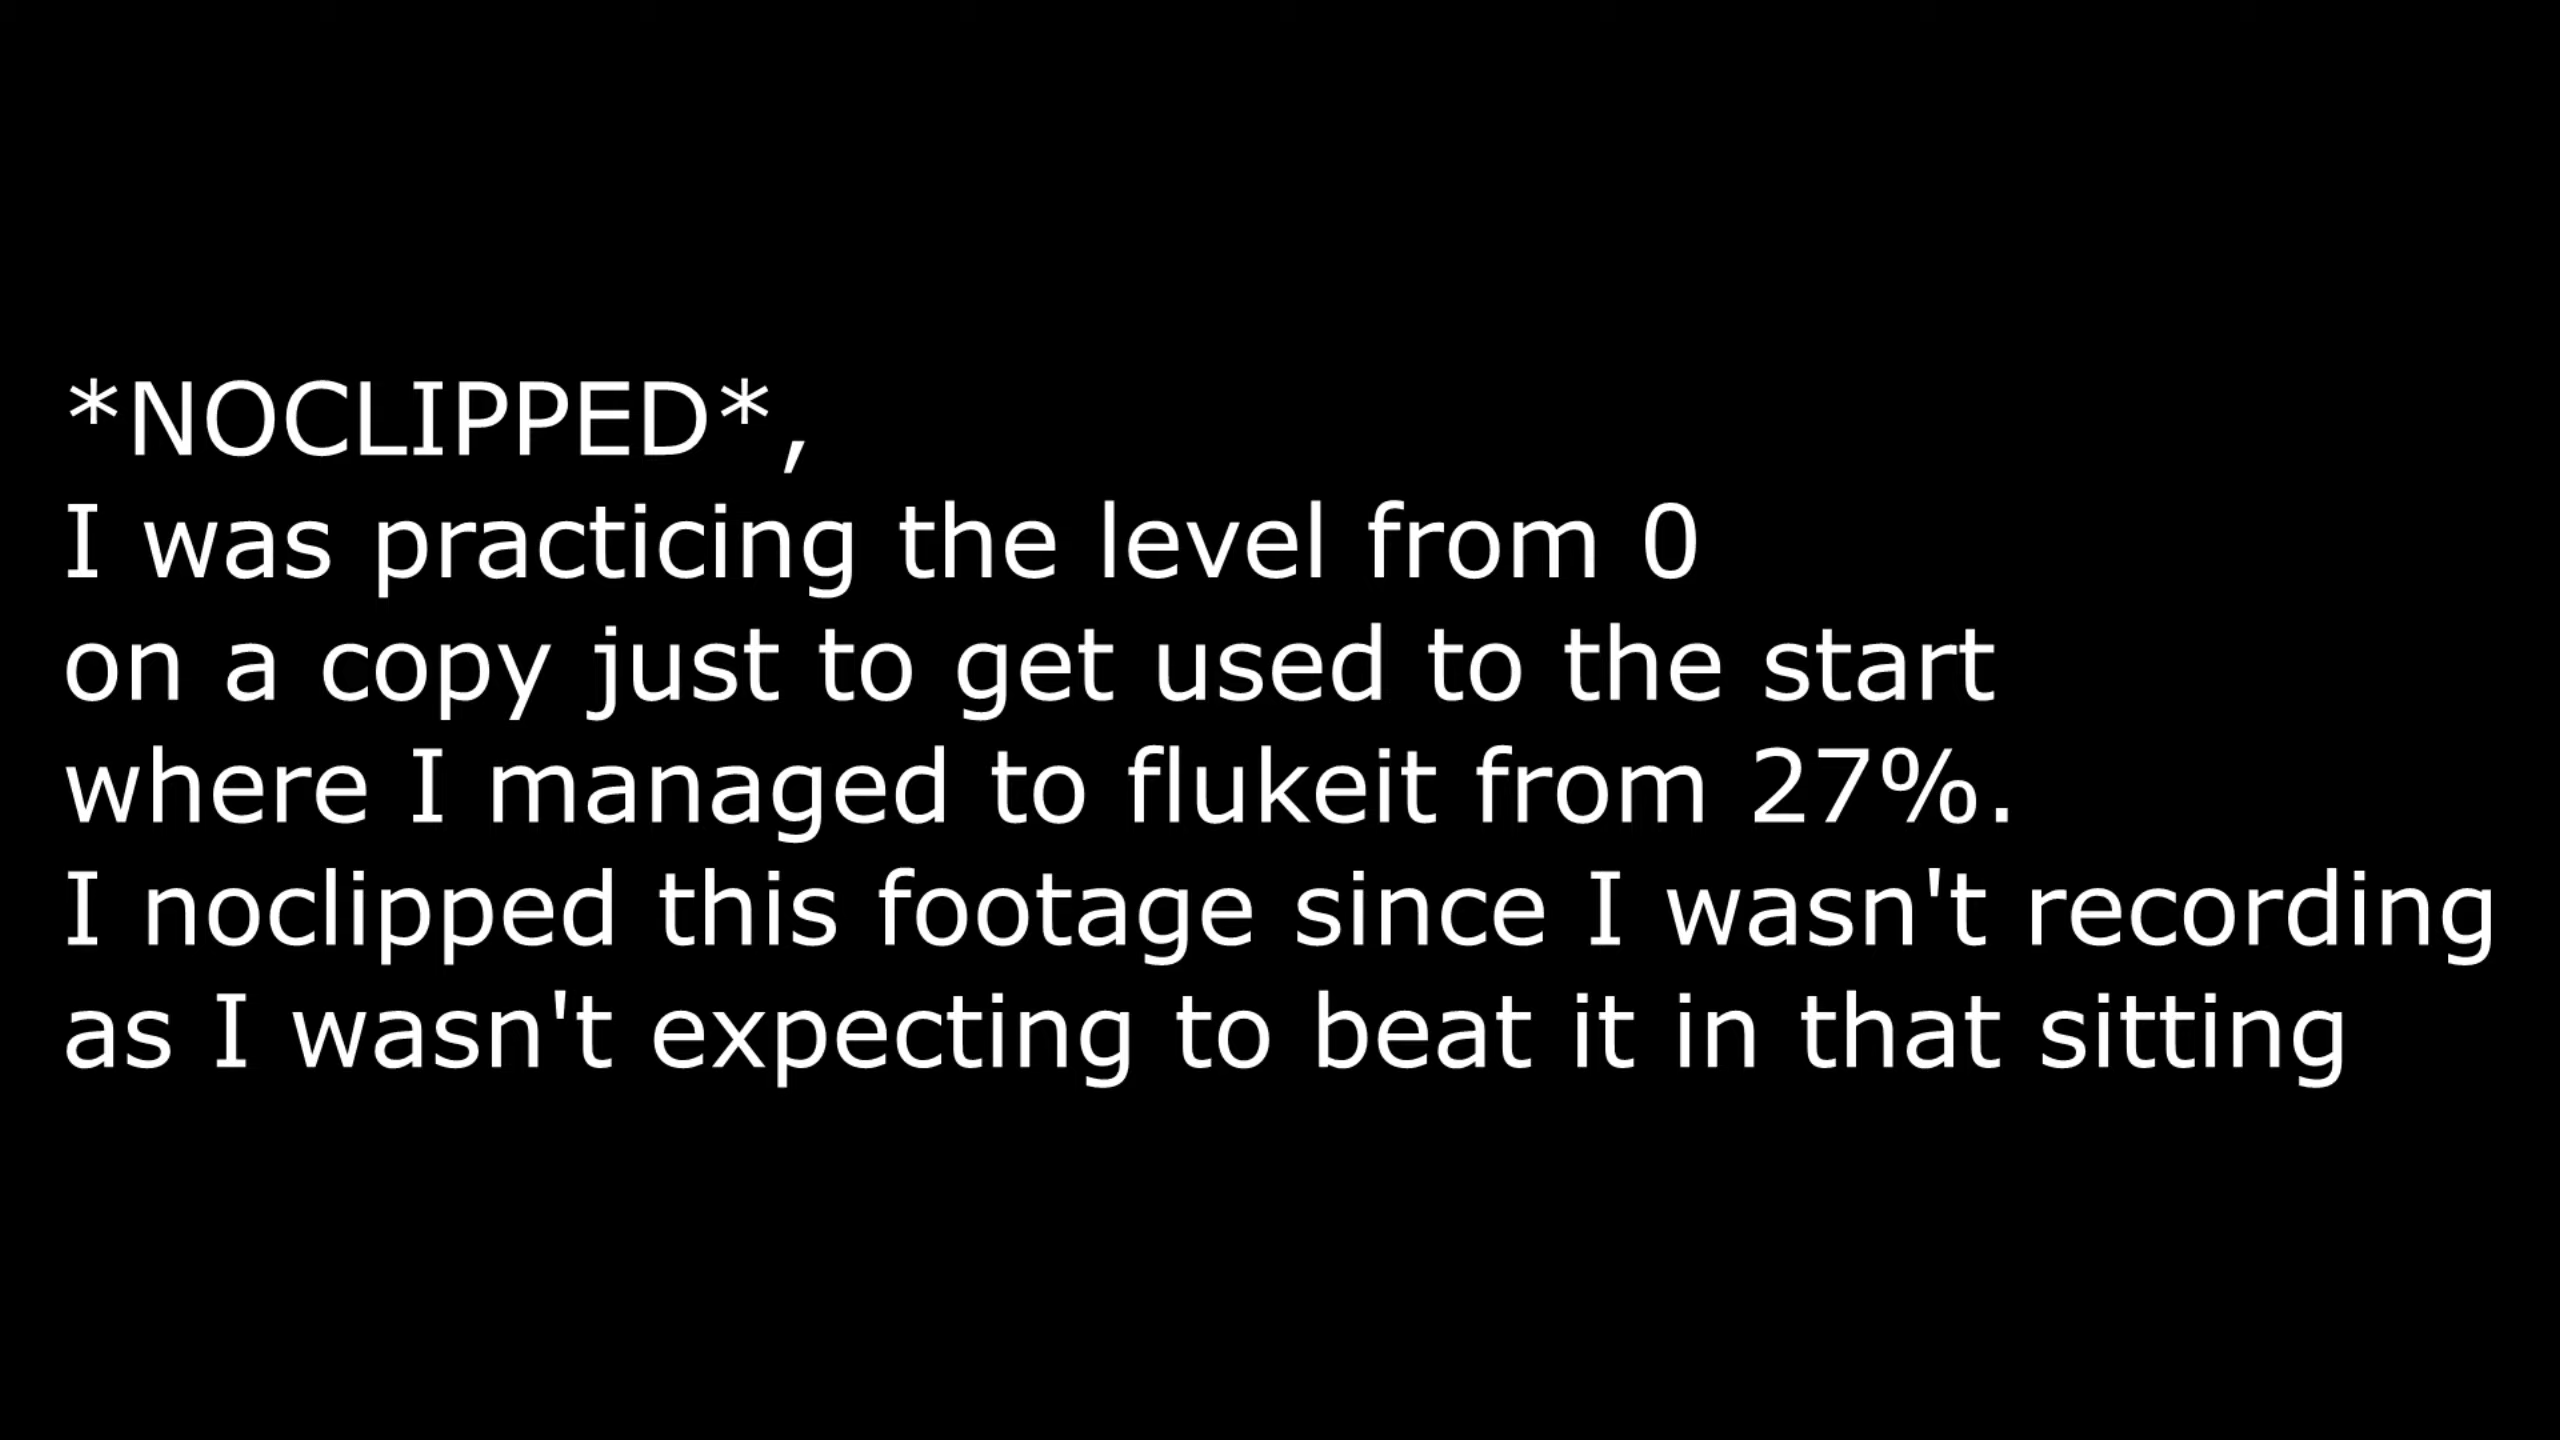 *NOCLIPPED*,
I was practicing the level from 0
on a copy just to get used to the start
where I managed to flukeit from 27%.
I noclipped this footage since I wasn't recording
as I wasn't expecting to beat it in that sitting